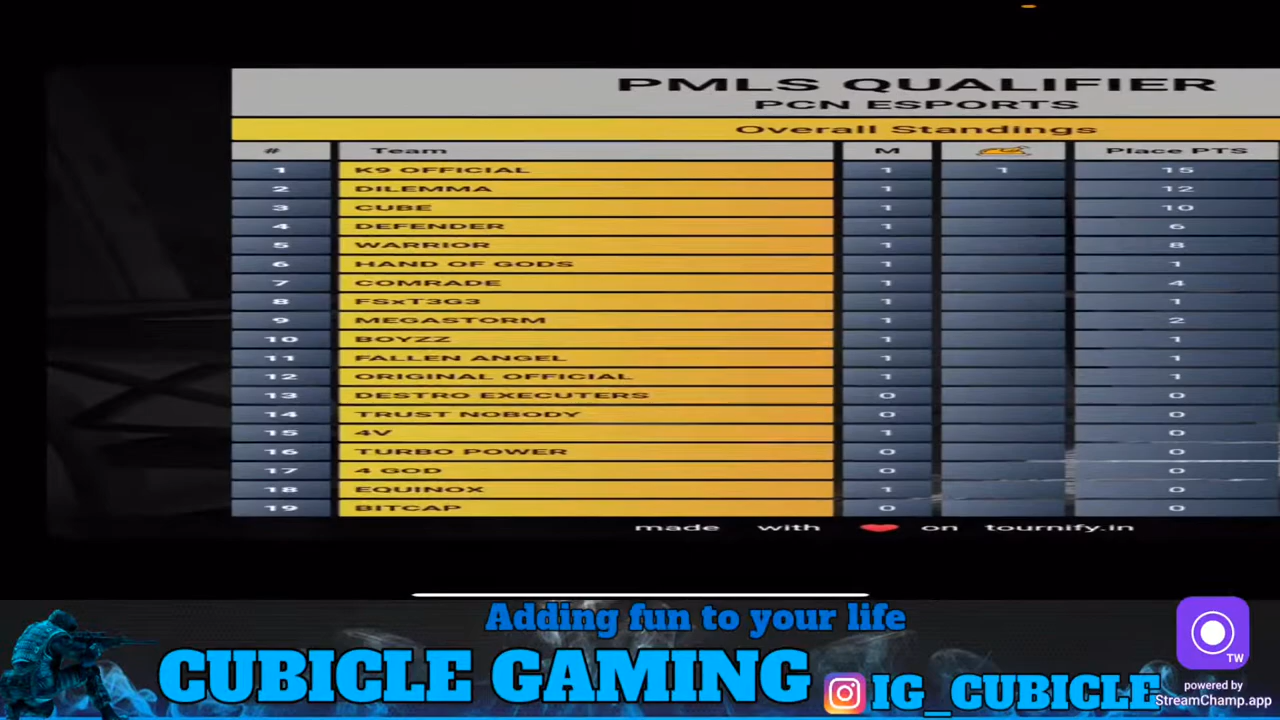 PMLS QUALIFIER
PCN ESPORTS
Overall Standings
# Team M Place PTS
1 K9 OFFICIAL 1 1 15
2 DILEMMA 1 12
3 CUBE 1 10
4 DEFENDER 1 6
5 WARRIOR 1 8
6 HAND OF GODS 1 1
7 COMRADE 1 4
8 FSxT3G3 1 1
9 MEGASTORM 1 2
10 BOYZZ 1 1
11 FALLEN ANGEL 1 1
12 ORIGINAL OFFICIAL 1 1
13 DESTRO EXECUTERS 0 0
14 TRUST NOBODY 0 0
15 4V 1 0
16 TURBO POWER 0 0
17 4 GOD 0 0
18 EQUINOX 1 0
19 BITCAP 0 0
made with on tournify.in
Adding fun to your life
CUBICLE GAMING
IG_CUBICLE
TW
powered by
StreamChamp.app